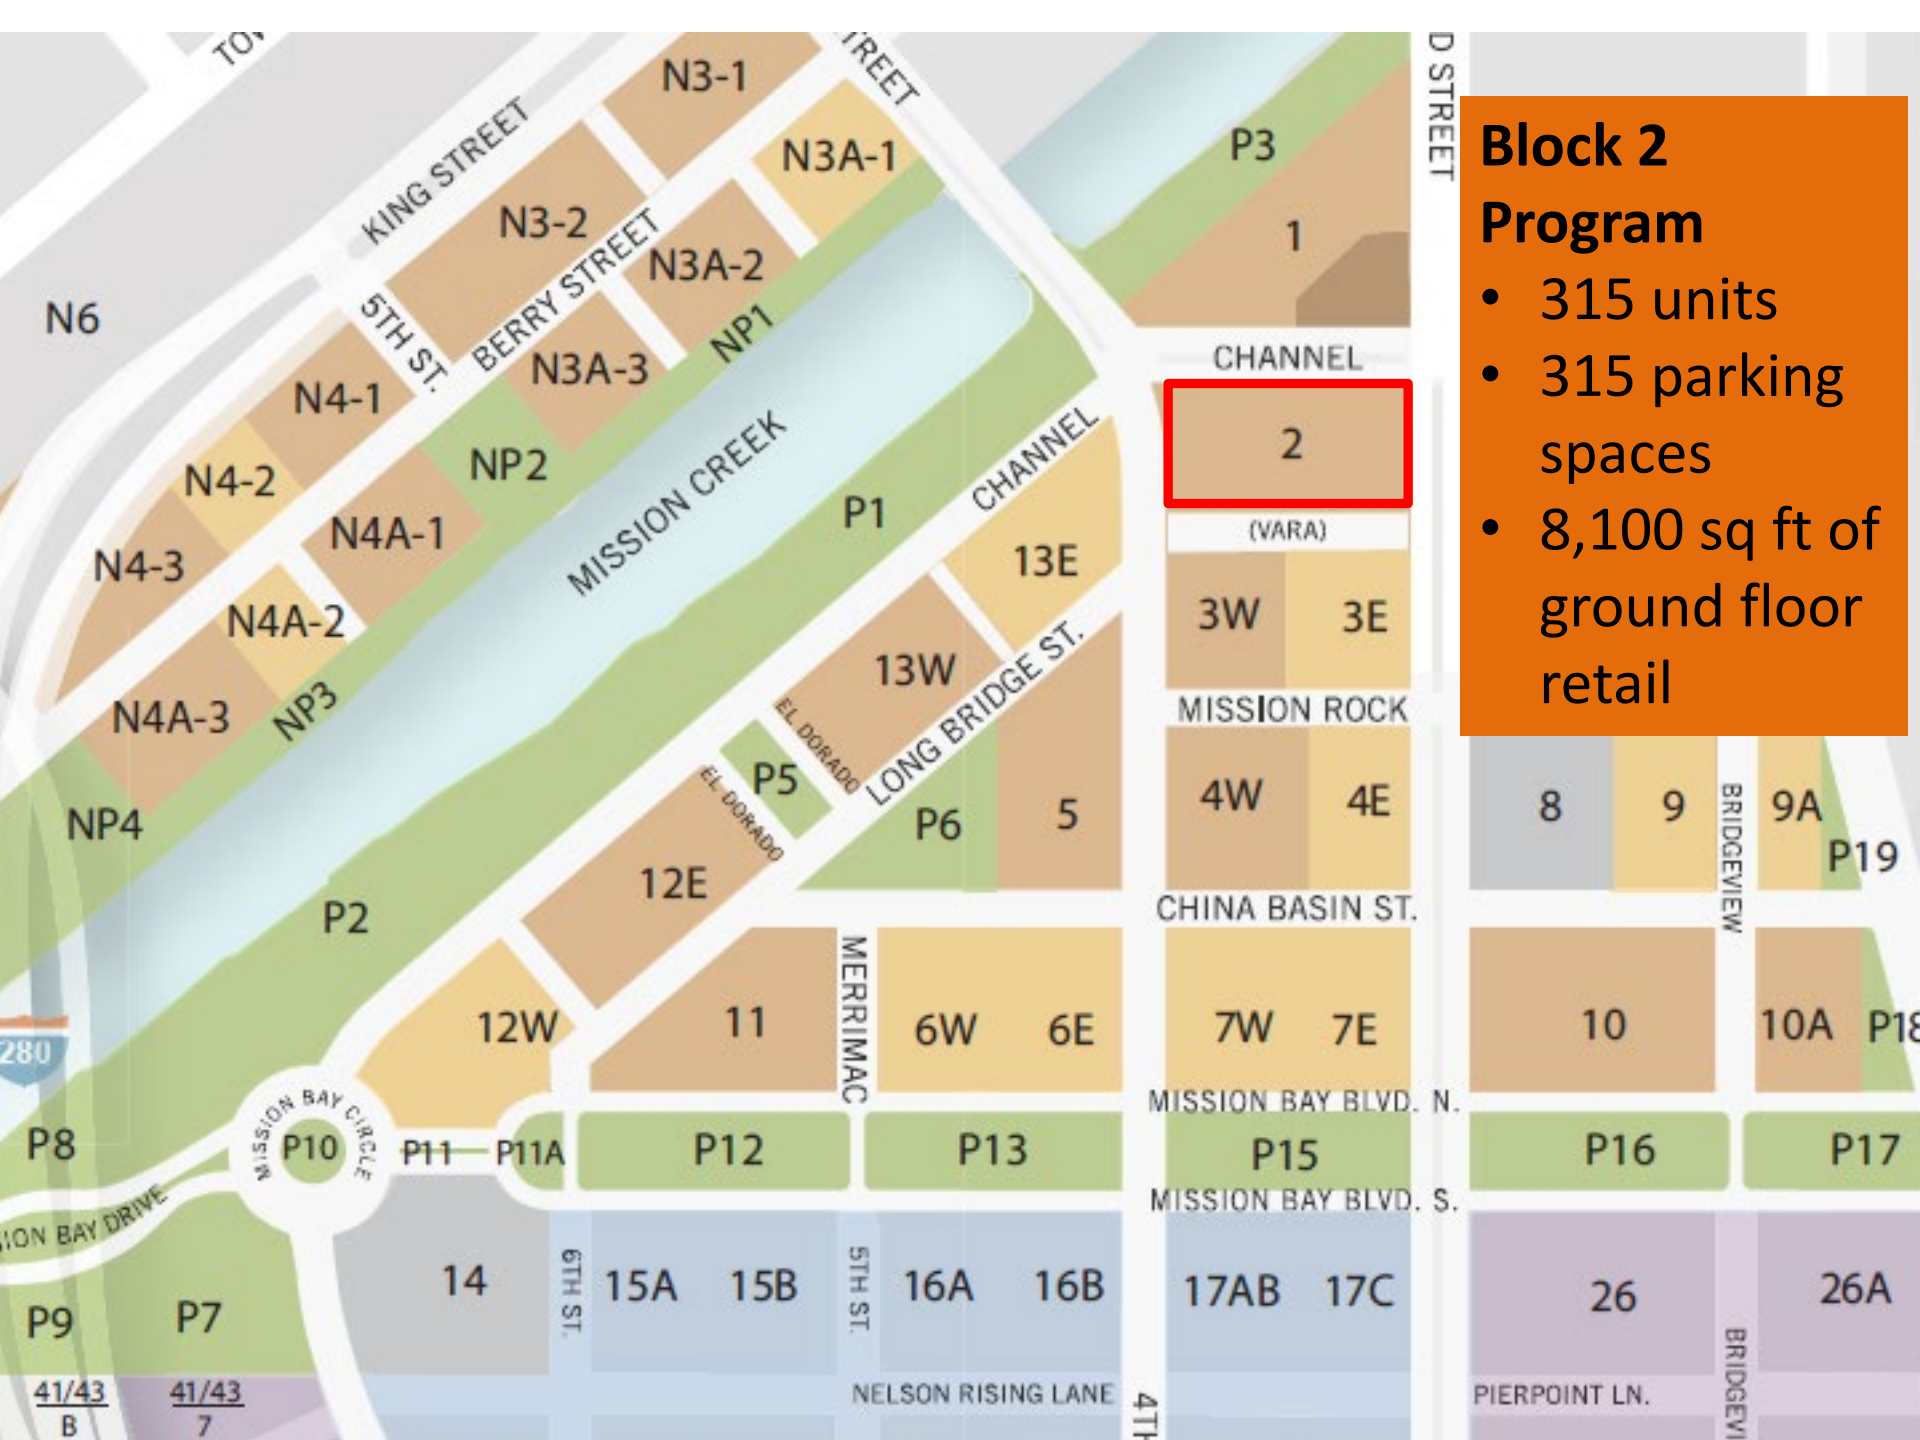 Block 2
Program
• 315 units
• 315 parking
spaces
• 8,100 sq ft of
ground floor
retail
KING STREET
N3-1
N3A-1
P3
D STREET
N3-2
BERRY STREET
N3A-2
1
N6
5TH ST.
NP1
N3A-3
CHANNEL
N4-1
2
N4-2
NP2
MISSION CREEK
CHANNEL
N4A-1
P1
(VARA)
N4-3
13E
N4A-2
3W
3E
13W
LONG BRIDGE ST.
N4A-3
NP3
MISSION ROCK
EL DORADO
P5
EL DORADO
4W
4E
8
9
BRIDGEVIEW
9A
NP4
P6
5
P19
12E
P2
CHINA BASIN ST.
MERRIMAC
12W
11
6W
6E
7W
7E
10
10A
P18
280
MISSION BAY CIRCLE
MISSION BAY BLVD. N.
P8
P10
P11
P11A
P12
P13
P15
P16
P17
MISSION BAY BLVD. S.
ION BAY DRIVE
14
6TH ST.
15A
15B
5TH ST.
16A
16B
17AB
17C
26
26A
P9
P7
41/43
B
41/43
7
NELSON RISING LANE
4TH
PIERPOINT LN.
BRIDGEVI